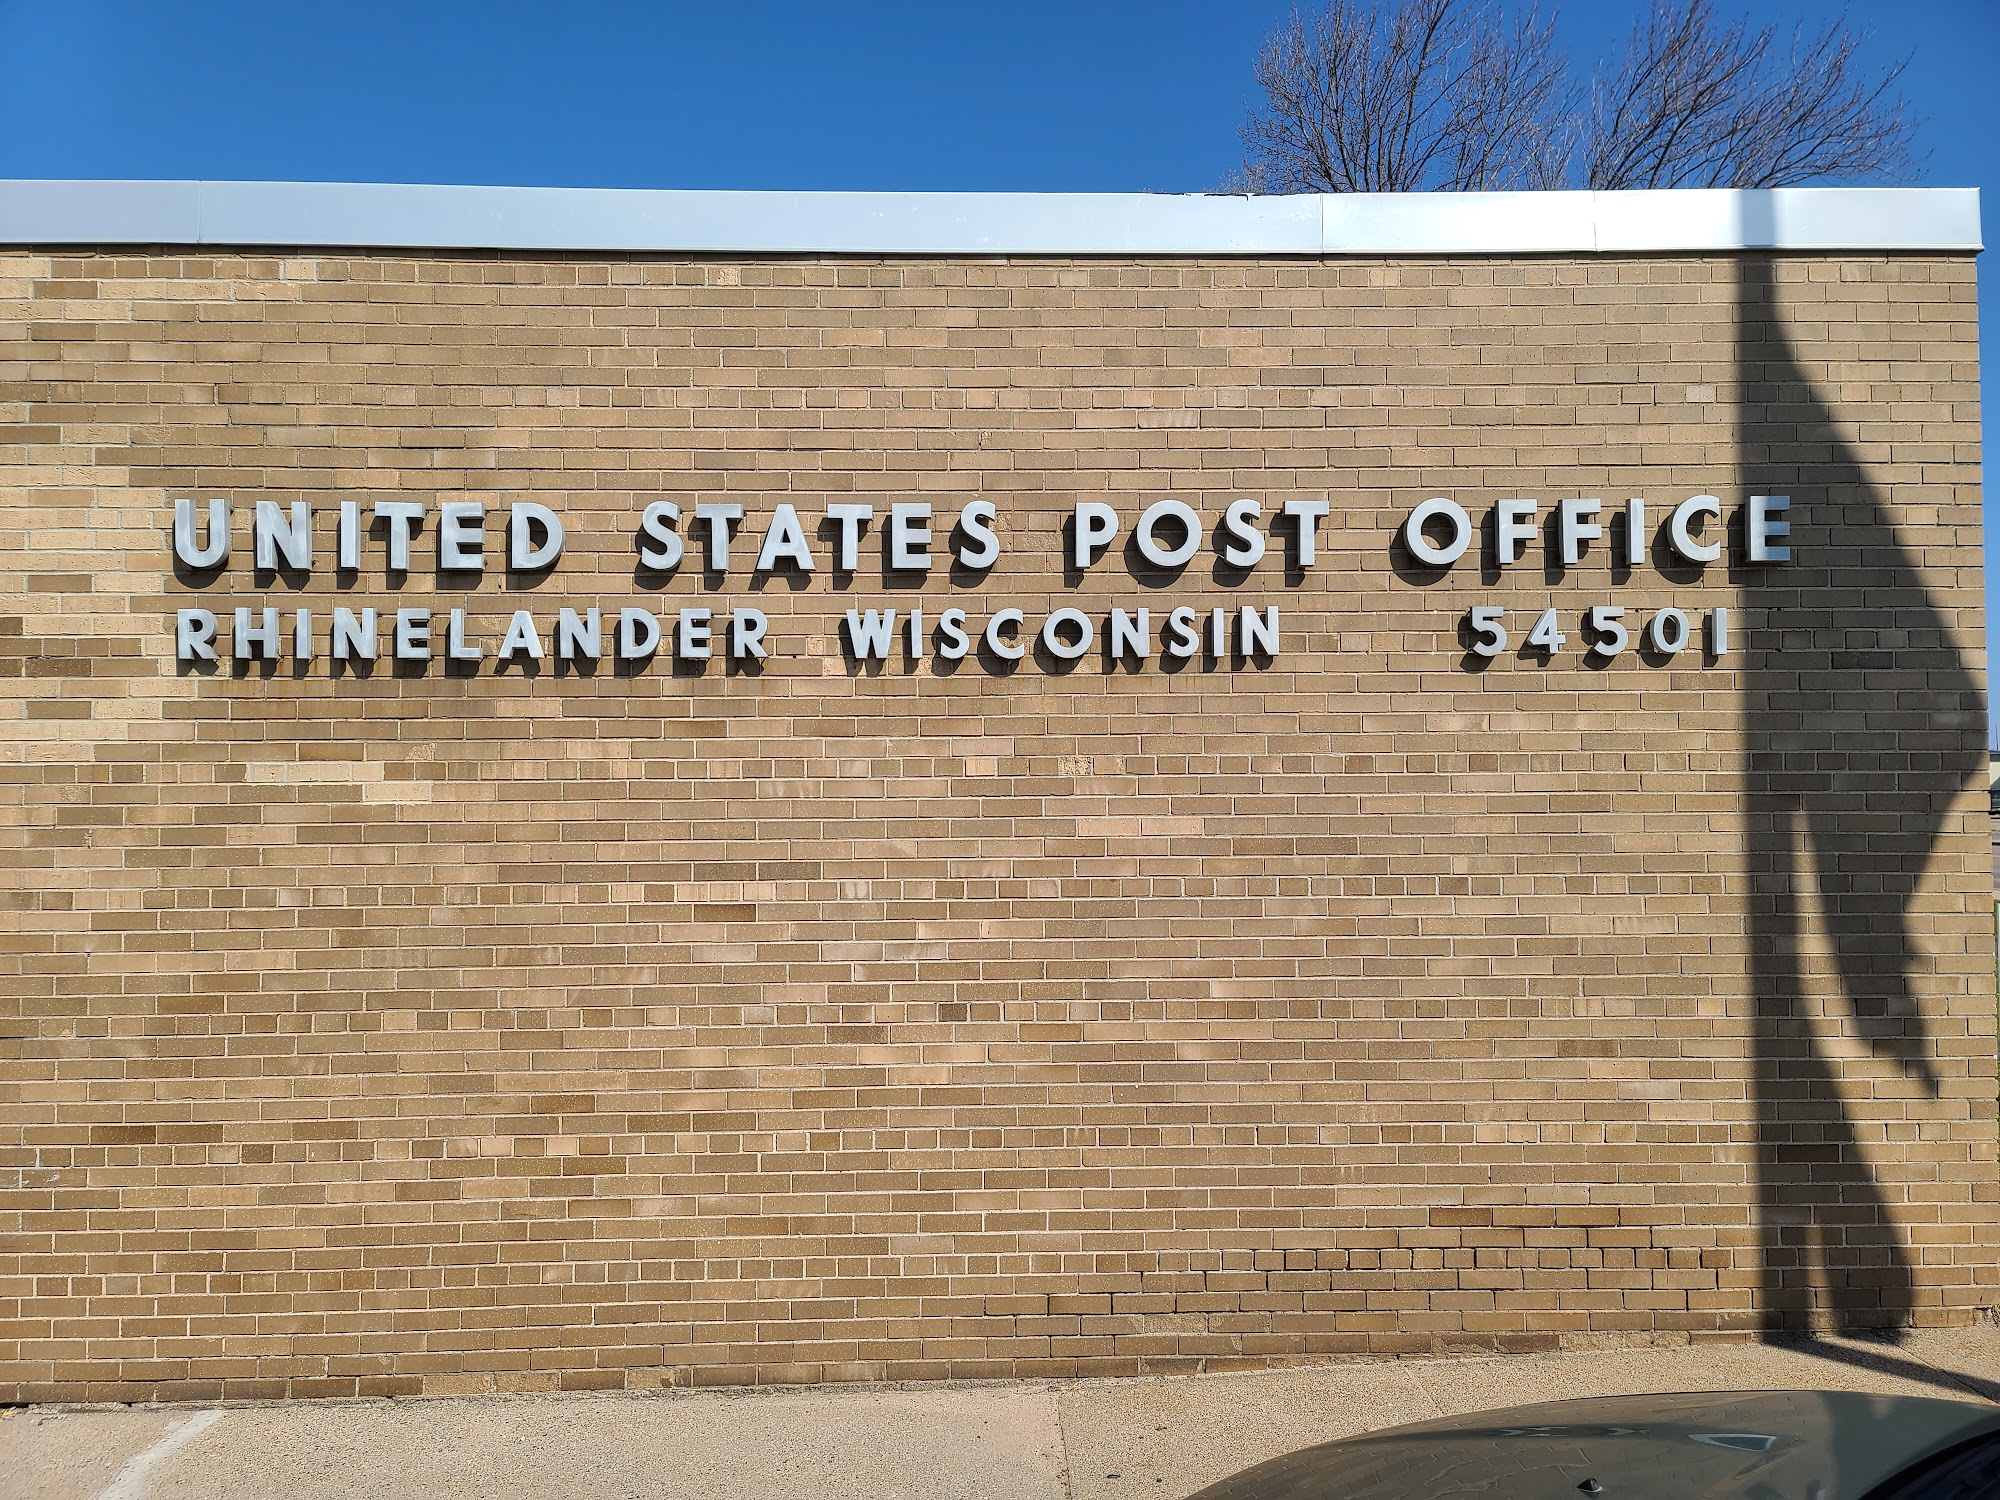 UNITED STATES POST OFFICE
RHINELANDER WISCONSIN 54501